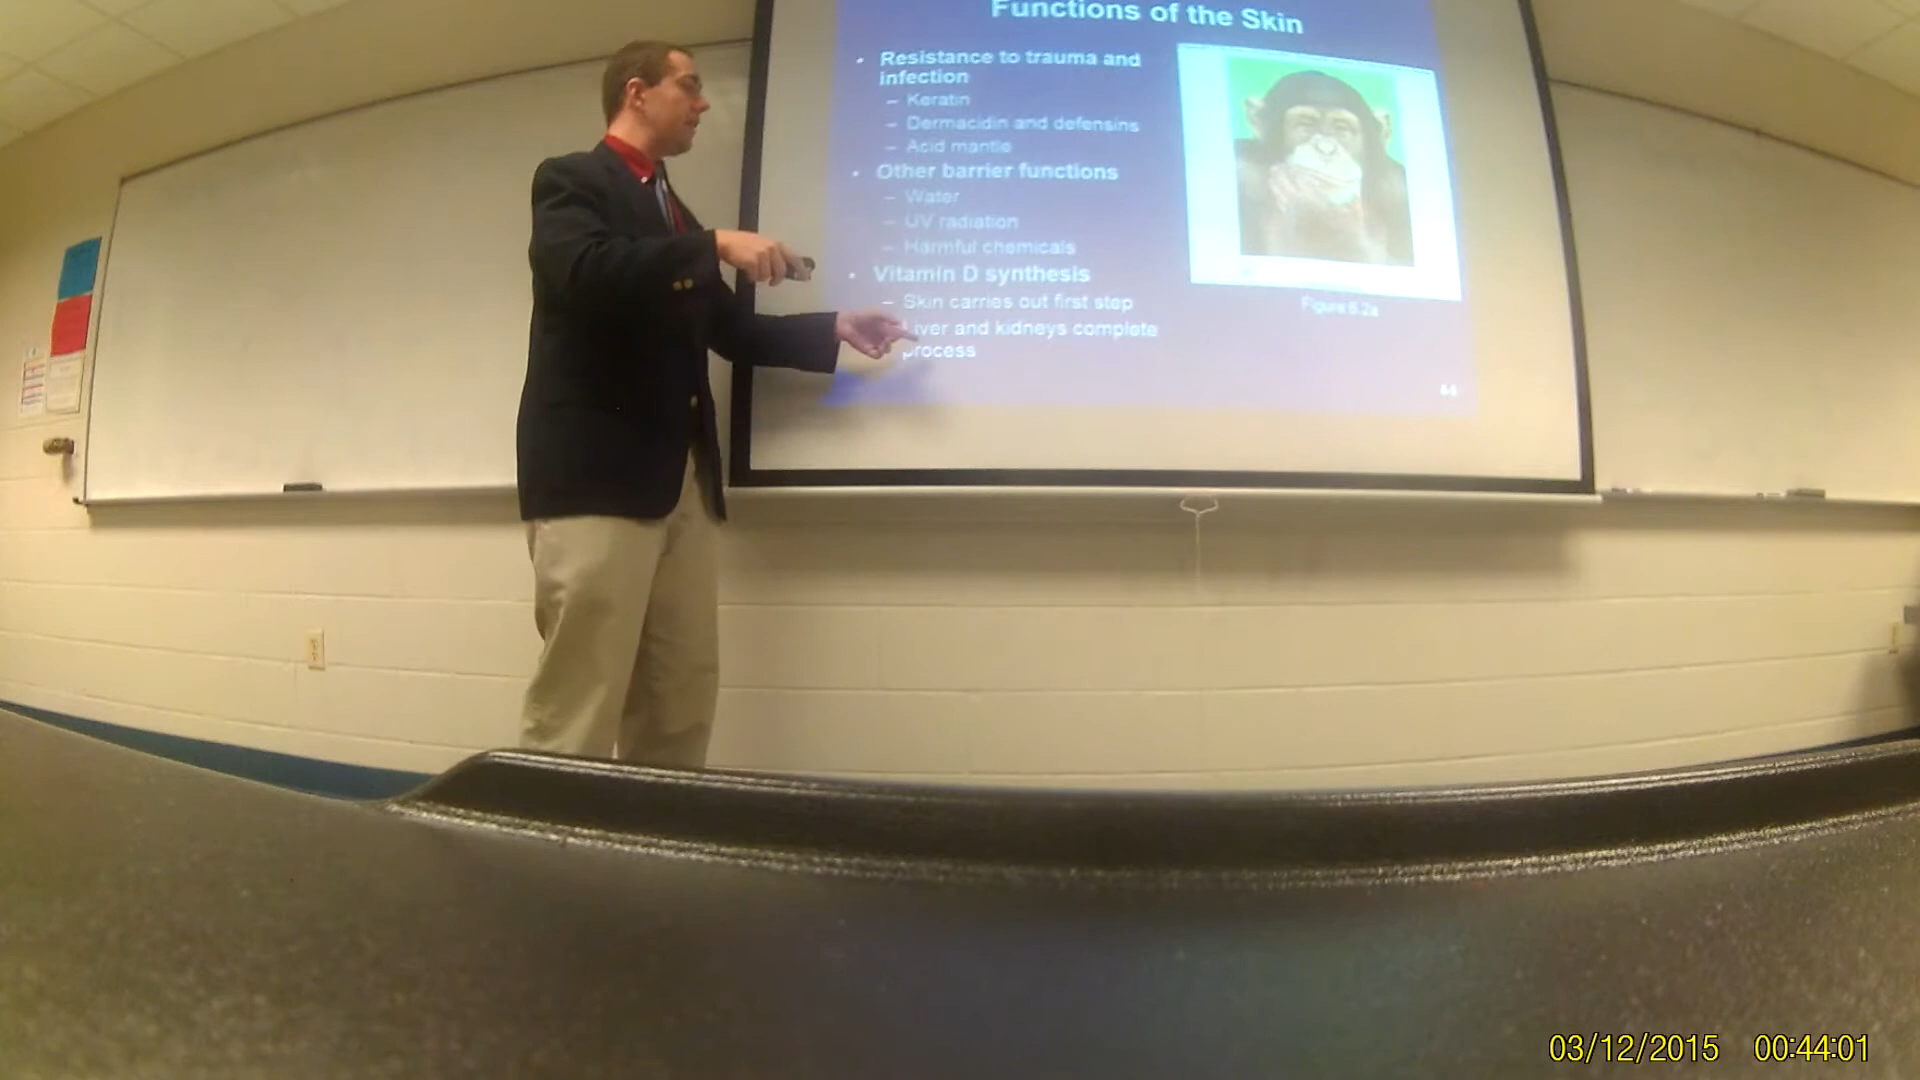 Functions of the Skin
• Resistance to trauma and
infection
– Keratin
– Dermacidin and defensins
– Acid mantle
• Other barrier functions
– Water
– UV radiation
– Harmful chemicals
• Vitamin D synthesis
– Skin carries out first step
Liver and kidneys complete
process
Figure 6.2a
44
03/12/2015 00:44:01